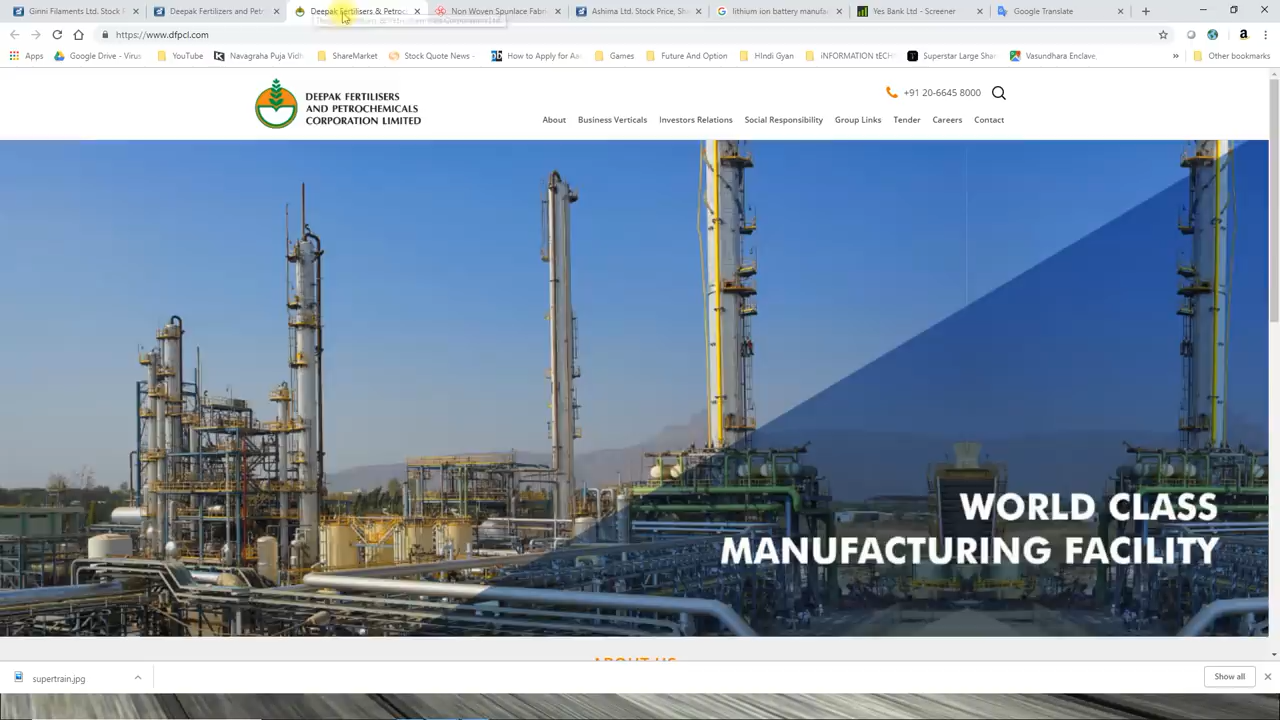 Ginni Filaments Ltd. Stock P
Deepak Fertilizers and Petr
Deepak Fertilisers & Petroc
Non Woven Spunlace Fabri
Ashima Ltd. Stock Price, Sh
lithium ion battery manufa
Yes Bank Ltd - Screener
Google Translate
https://www.dfpcl.com
Apps
Google Drive - Virus
YouTube
Navagraha Puja Vidh
ShareMarket
Stock Quote News -
How to Apply for Aa
Games
Future And Option
HIndi Gyan
iNFORMATION tECH
Superstar Large Sha
Vasundhara Enclave,
»
Other bookmarks
DEEPAK FERTILISERS
AND PETROCHEMICALS
CORPORATION LIMITED
+91 20-6645 8000
About
Business Verticals
Investors Relations
Social Responsibility
Group Links
Tender
Careers
Contact
WORLD CLASS
MANUFACTURING FACILITY
supertrain.jpg
Show all